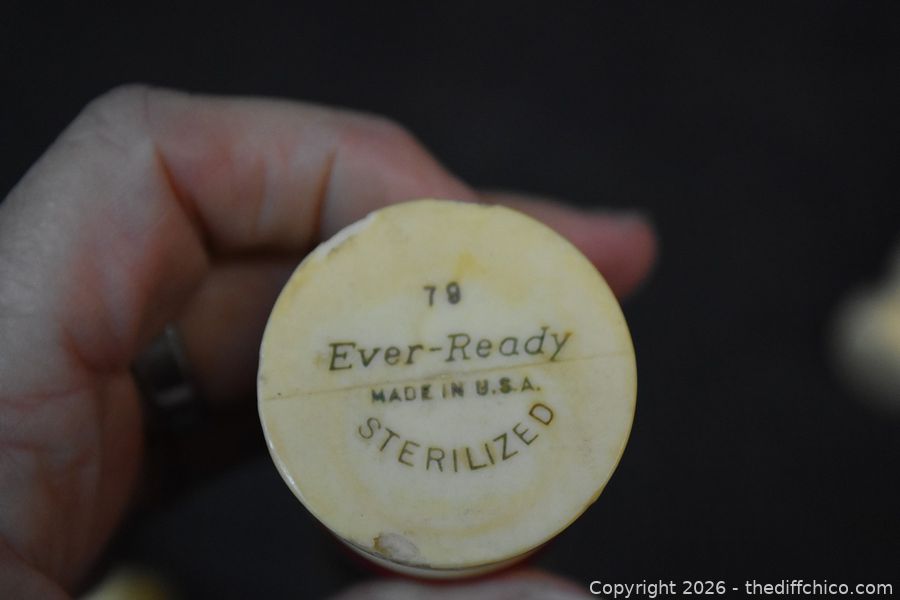 79
Ever-Ready
MADE IN U.S.A.
STERILIZED
Copyright 2026 - thediffchico.com